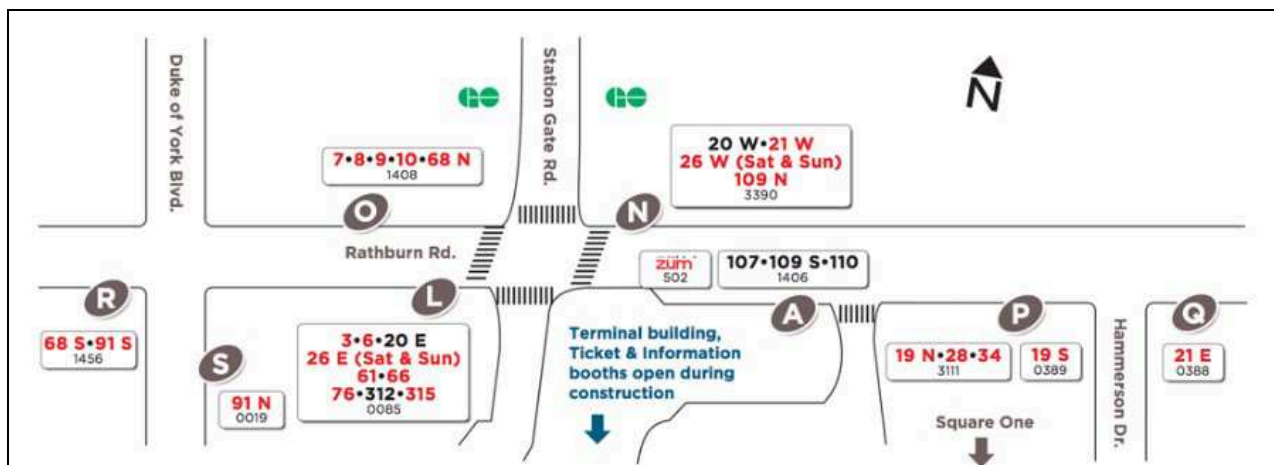 Duke of York Blvd.
Station Gate Rd.
GO
GO
N
7•8•9•10•68 N
1408
20 W•21 W
26 W (Sat & Sun)
109 N
3390
O
N
Rathburn Rd.
züm
502
107•109 S•110
1406
R
L
A
P
Q
68 S•91 S
1456
S
91 N
0019
3•6•20 E
26 E (Sat & Sun)
61•66
76•312•315
0085
Terminal building,
Ticket & Information
booths open during
construction
19 N•28•34
3111
19 S
0389
Hammerson Dr.
21 E
0388
Square One